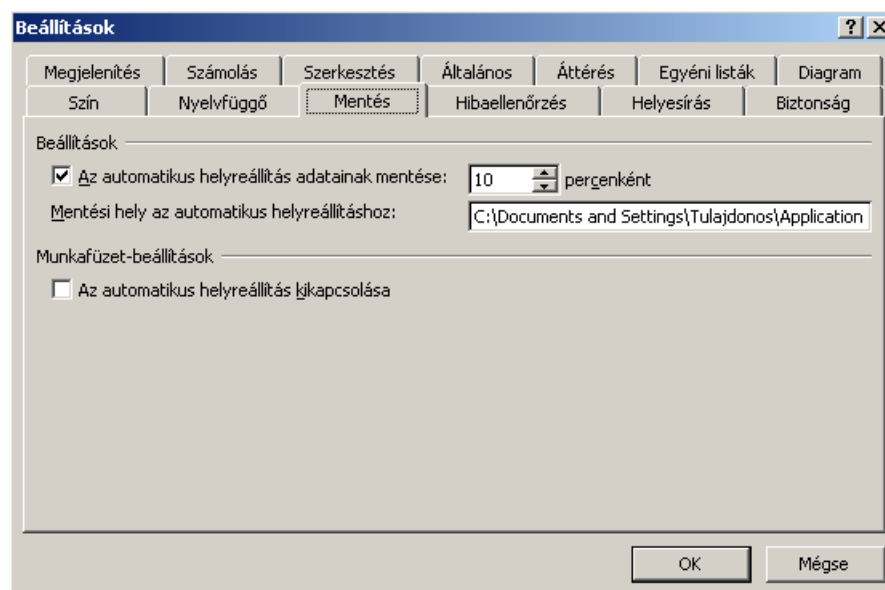 Beállítások
Megjelenítés Számolás Szerkesztés Általános Áttérés Egyéni listák Diagram
Szín Nyelvfüggő Mentés Hibaellenőrzés Helyesírás Biztonság
Beállítások
Az automatikus helyreállítás adatainak mentése: 10 percenként
Mentési hely az automatikus helyreállításhoz: C:\Documents and Settings\Tulajdonos\Application
Munkafüzet-beállítások
Az automatikus helyreállítás kikapcsolása
OK Mégse